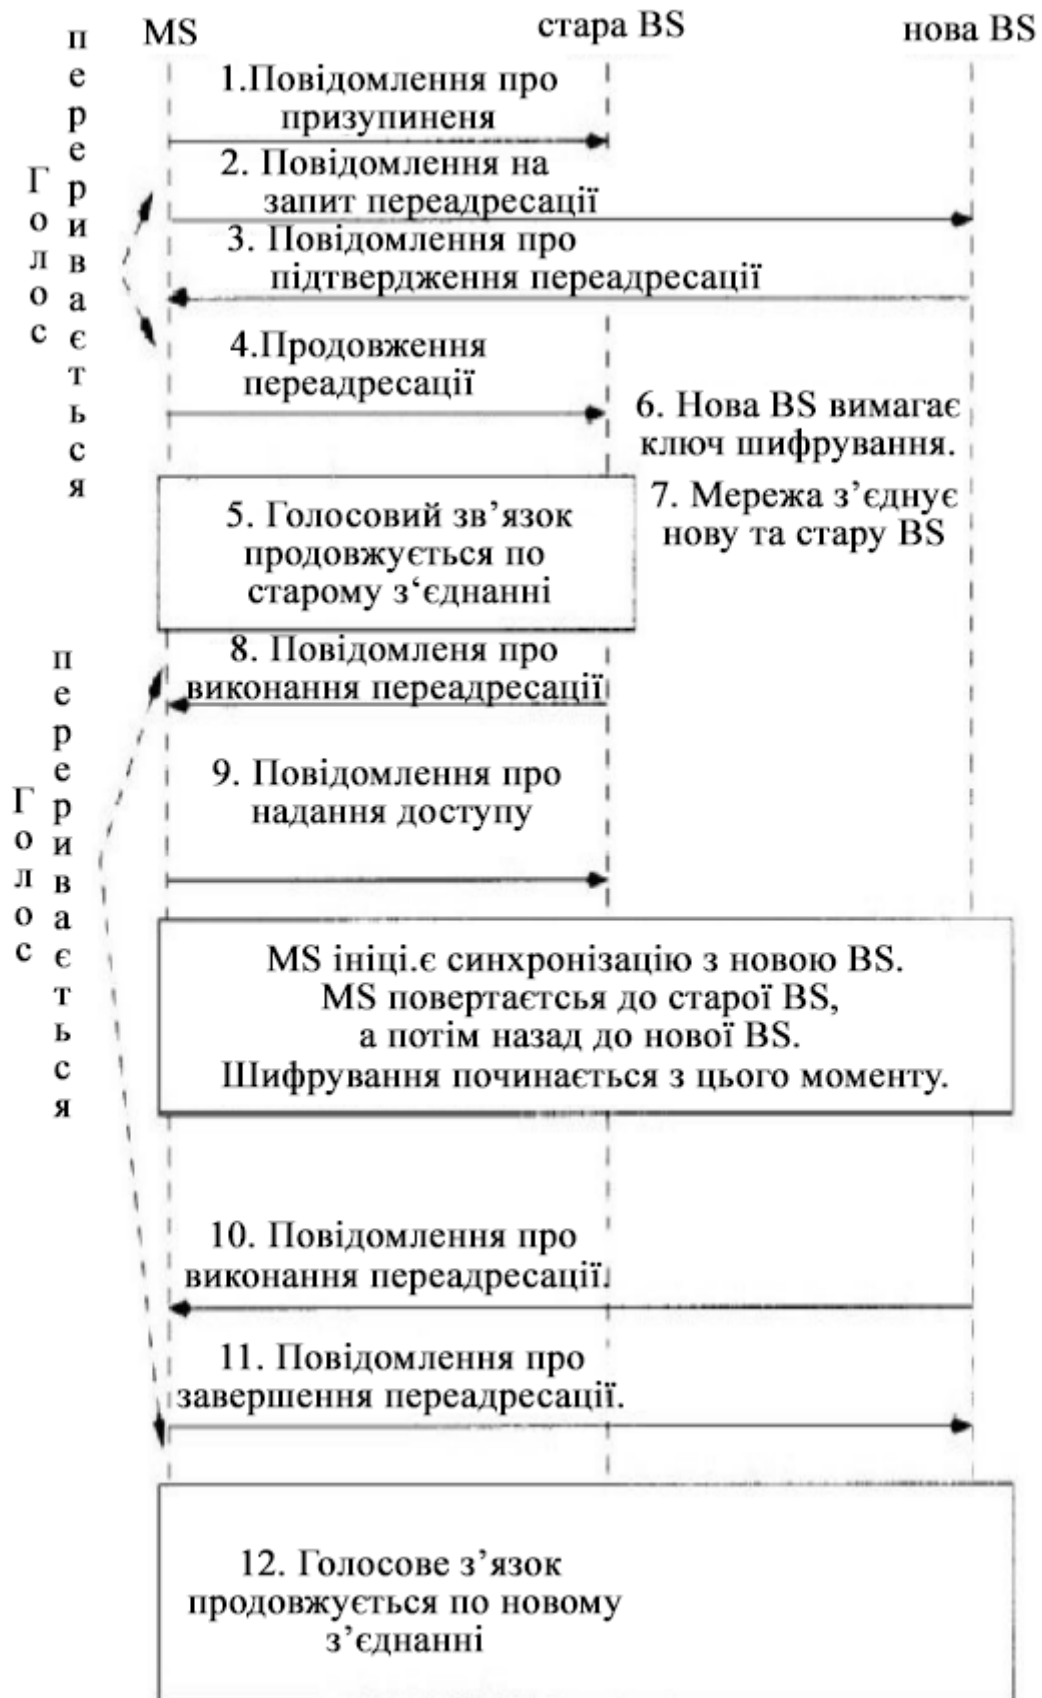 MS
стара BS
нова BS
Голос
переривається
1.Повідомлення про
призупиненя
2. Повідомлення на
запит переадресації
3. Повідомлення про
підтвердження переадресації
4.Продовження
переадресації
6. Нова BS вимагає
ключ шифрування.
5. Голосовий зв’язок
продовжується по
старому з‘єднанні
7. Мережа з’єднує
нову та стару BS
Голос
переривається
8. Повідомленя про
виконання переадресації
9. Повідомлення про
надання доступу
MS ініці.є синхронізацію з новою BS.
MS повертаєтсья до старої BS,
а потім назад до нової BS.
Шифрування починається з цього моменту.
10. Повідомлення про
виконання переадресації.
11. Повідомлення про
завершення переадресації.
12. Голосове з’язок
продовжується по новому
з’єднанні